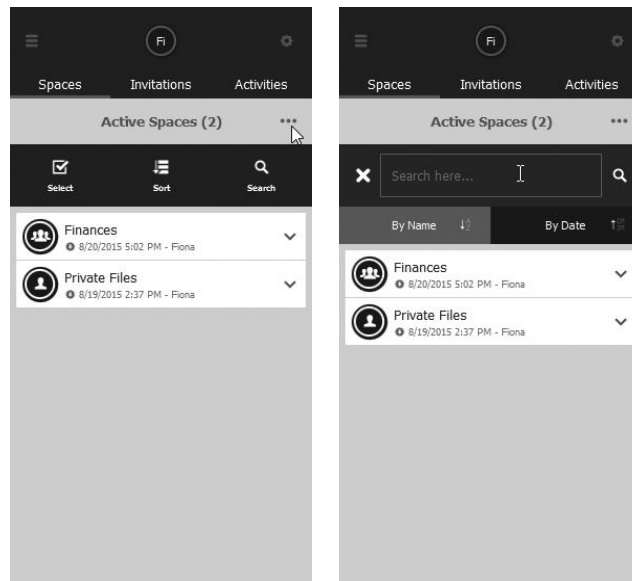 Fi
Spaces Invitations Activities
Active Spaces (2)
Select Sort Search
Finances
8/20/2015 5:02 PM - Fiona
Private Files
8/19/2015 2:37 PM - Fiona
Fi
Spaces Invitations Activities
Active Spaces (2)
Search here...
By Name By Date
Finances
8/20/2015 5:02 PM - Fiona
Private Files
8/19/2015 2:37 PM - Fiona